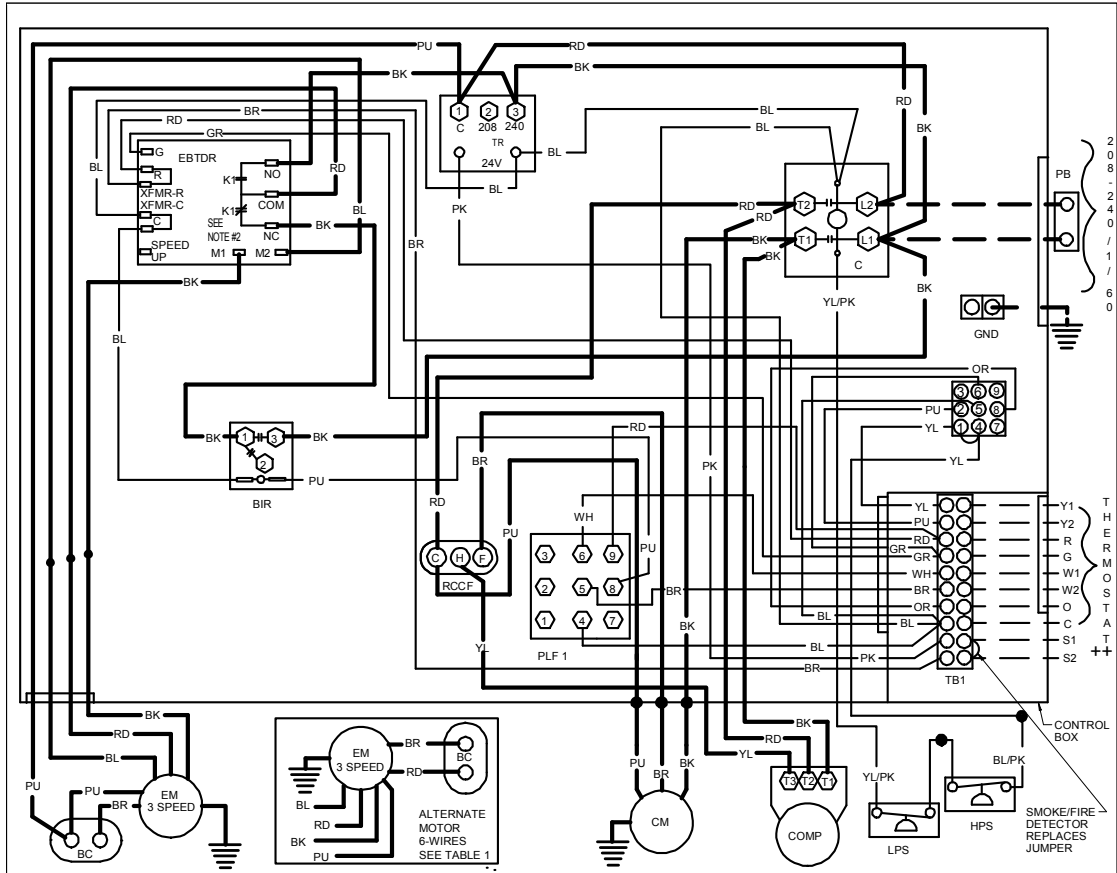 PU
RD
BK
BK
BR
RD
GR
BL
G
EBTDR
R
XFMR-R
XFMR-C
C
SPEED
UP
K1
K1
SEE
NOTE #2
NO
COM
NC
M1
M2
RD
BL
BK
1
2
3
C
208
240
TR
24V
BL
BL
BL
BL
PK
RD
BK
RD
RD
BK
BK
T2
L2
T1
L1
C
BK
YL/PK
PB
208-240/1/60
GND
BK
BL
BR
BK
BK
1
3
2
PU
BIR
RD
BR
PU
C
H
F
RCCF
YL
WH
RD
PU
3
6
9
2
5
8
1
4
7
PLF 1
BR
BL
BR
PK
PK
BK
OR
PU
YL
3
6
9
2
5
8
1
4
7
YL
YL
PU
RD
GR
GR
WH
BR
OR
BL
BL
TB1
Y1
Y2
R
G
W1
W2
O
C
S1
S2
THERMOSTAT
++
CONTROL
BOX
BK
RD
BL
PU
PU
BR
EM
3 SPEED
BC
EM
3 SPEED
BR
RD
BC
BL
RD
BK
PU
ALTERNATE
MOTOR
6-WIRES
SEE TABLE 1
PU
BR
BK
CM
BK
RD
YL
T3
T2
T1
COMP
YL/PK
LPS
BL/PK
HPS
SMOKE/FIRE
DETECTOR
REPLACES
JUMPER